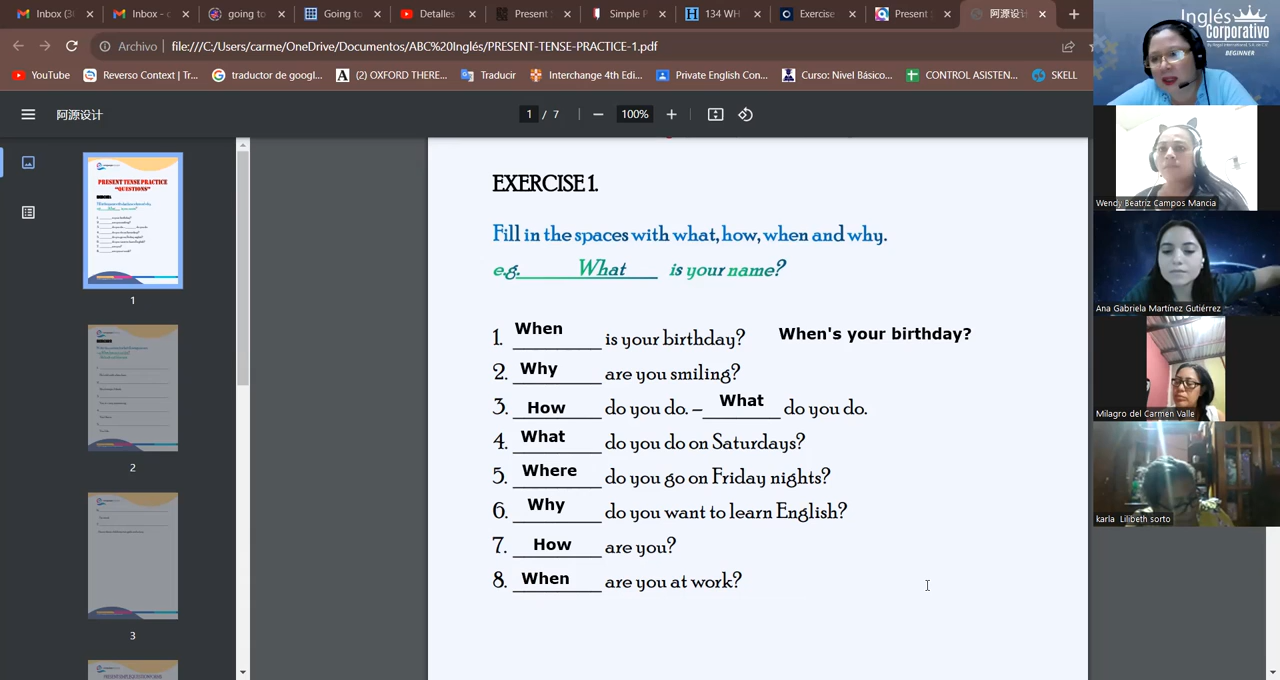 Inbox (3
Inbox - c
going to
Going to
Detalles
Present
Simple P
134 WH
Exercise
Present
阿源设计
Archivo
file:///C:/Users/carme/OneDrive/Documentos/ABC%20Inglés/PRESENT-TENSE-PRACTICE-1.pdf
YouTube
Reverso Context | Tr...
traductor de googl...
(2) OXFORD THERE...
Traducir
Interchange 4th Edi...
Private English Con...
Curso: Nivel Básico...
CONTROL ASISTEN...
SKELL
阿源设计
1 / 7
100%
PRESENT TENSE PRACTICE
"QUESTIONS"
1
2
3
EXERCISE 1.
Fill in the spaces with what, how, when and why.
e.g. What is your name?
1. When is your birthday? When's your birthday?
2. Why are you smiling?
3. How do you do. – What do you do.
4. What do you do on Saturdays?
5. Where do you go on Friday nights?
6. Why do you want to learn English?
7. How are you?
8. When are you at work?
Inglés
Corporativo
BEGINNER
Wendy Beatríz Campos Mancia
Ana Gabriela Martínez Gutiérrez
Milagro del Carmen Valle
karla Lilibeth sorto